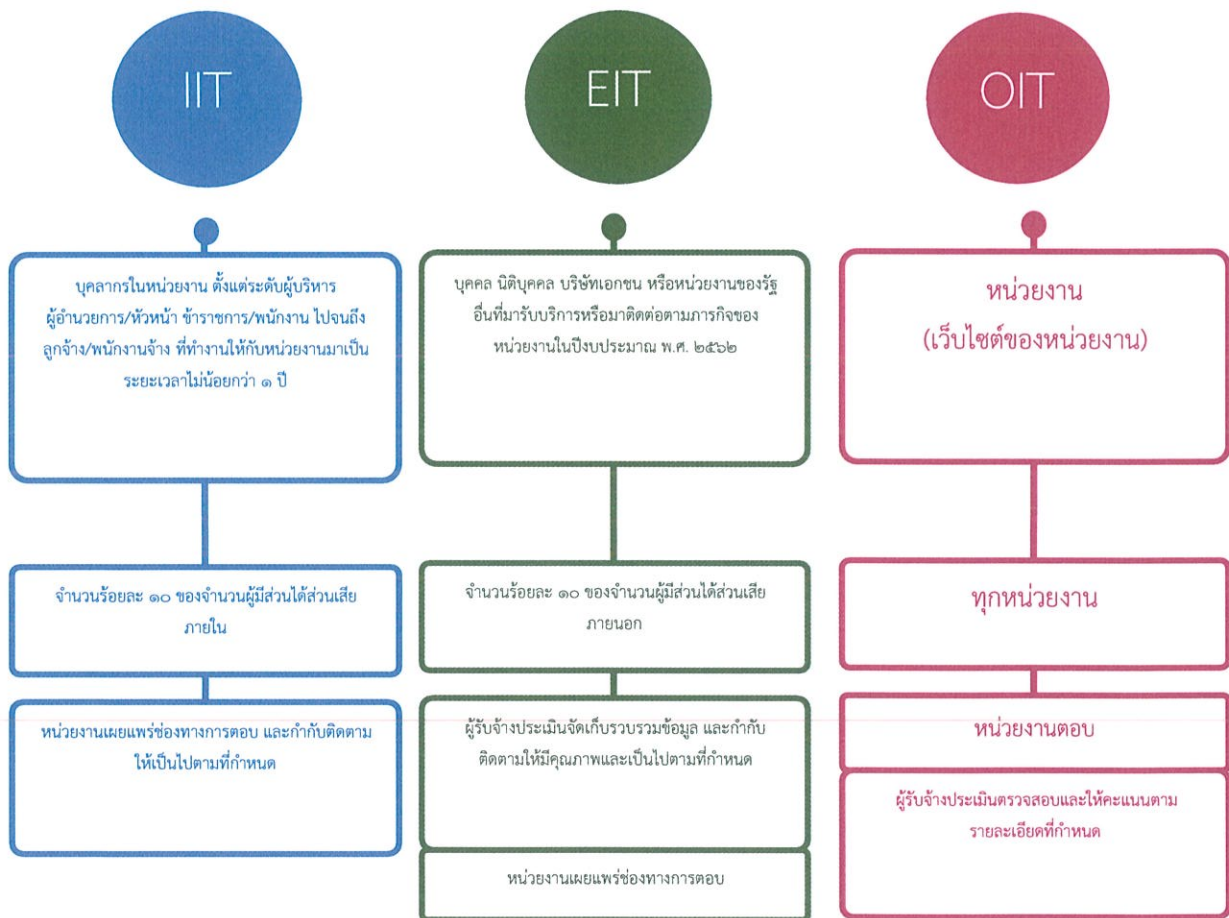 IIT
บุคลากรในหน่วยงาน ตั้งแต่ระดับผู้บริหาร
ผู้อำนวยการ/หัวหน้า ข้าราชการ/พนักงาน ไปจนถึง
ลูกจ้าง/พนักงานจ้าง ที่ทำงานให้กับหน่วยงานมาเป็น
ระยะเวลาไม่น้อยกว่า ๑ ปี
จำนวนร้อยละ ๑๐ ของจำนวนผู้มีส่วนได้ส่วนเสีย
ภายใน
หน่วยงานเผยแพร่ช่องทางการตอบ และกำกับติดตาม
ให้เป็นไปตามที่กำหนด
EIT
บุคคล นิติบุคคล บริษัทเอกชน หรือหน่วยงานของรัฐ
อื่นที่มารับบริการหรือมาติดต่อตามภารกิจของ
หน่วยงานในปีงบประมาณ พ.ศ. ๒๕๖๒
จำนวนร้อยละ ๑๐ ของจำนวนผู้มีส่วนได้ส่วนเสีย
ภายนอก
ผู้รับจ้างประเมินจัดเก็บรวบรวมข้อมูล และกำกับ
ติดตามให้มีคุณภาพและเป็นไปตามที่กำหนด
หน่วยงานเผยแพร่ช่องทางการตอบ
OIT
หน่วยงาน
(เว็บไซต์ของหน่วยงาน)
ทุกหน่วยงาน
หน่วยงานตอบ
ผู้รับจ้างประเมินตรวจสอบและให้คะแนนตาม
รายละเอียดที่กำหนด